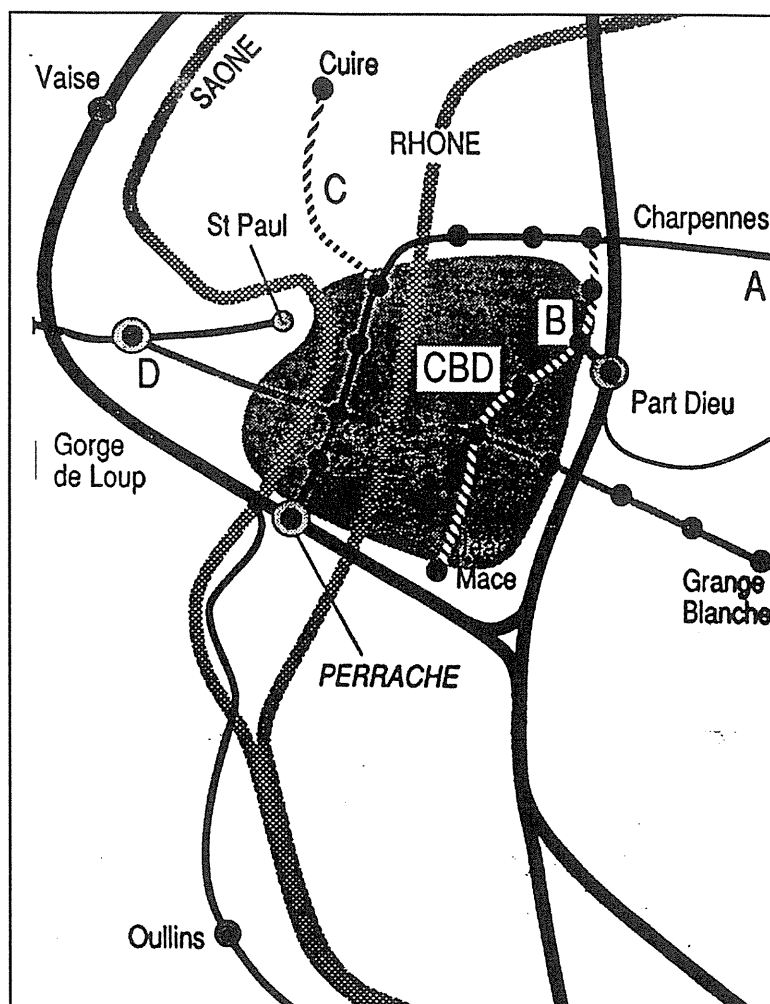 Vaise
SAONE
Cuire
RHONE
C
St Paul
Charpennes
A
B
CBD
D
Part Dieu
Gorge
de Loup
Mace
Grange
Blanche
PERRACHE
Oullins